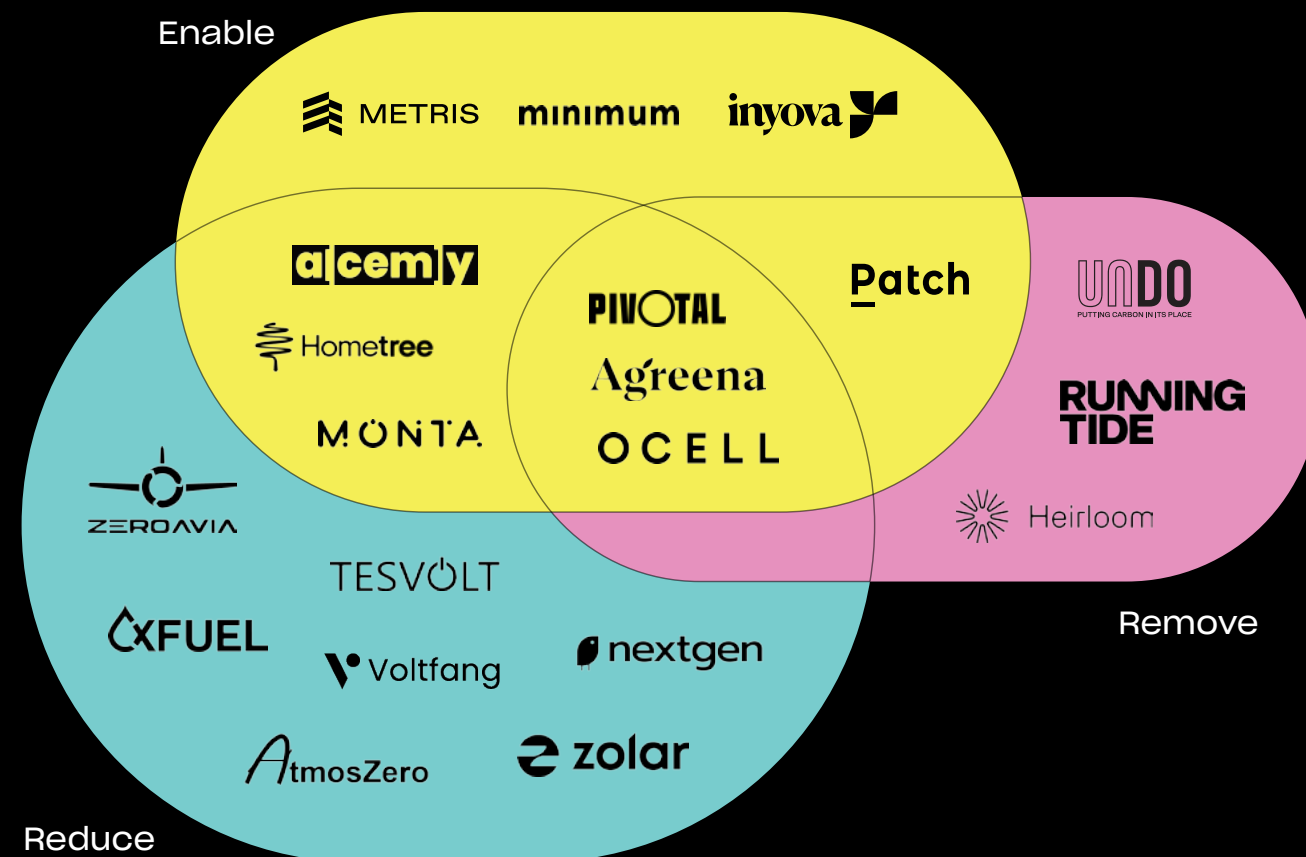 Enable
METRIS
minimum
inyova
alcemy
PIVOTAL
Patch
UNDO
PUTTING CARBON IN ITS PLACE
Hometree
Agreena
RUNNING
TIDE
MONTA
OCELL
ZEROAVIA
Heirloom
TESVOLT
XFUEL
Remove
Voltfang
nextgen
AtmosZero
zolar
Reduce